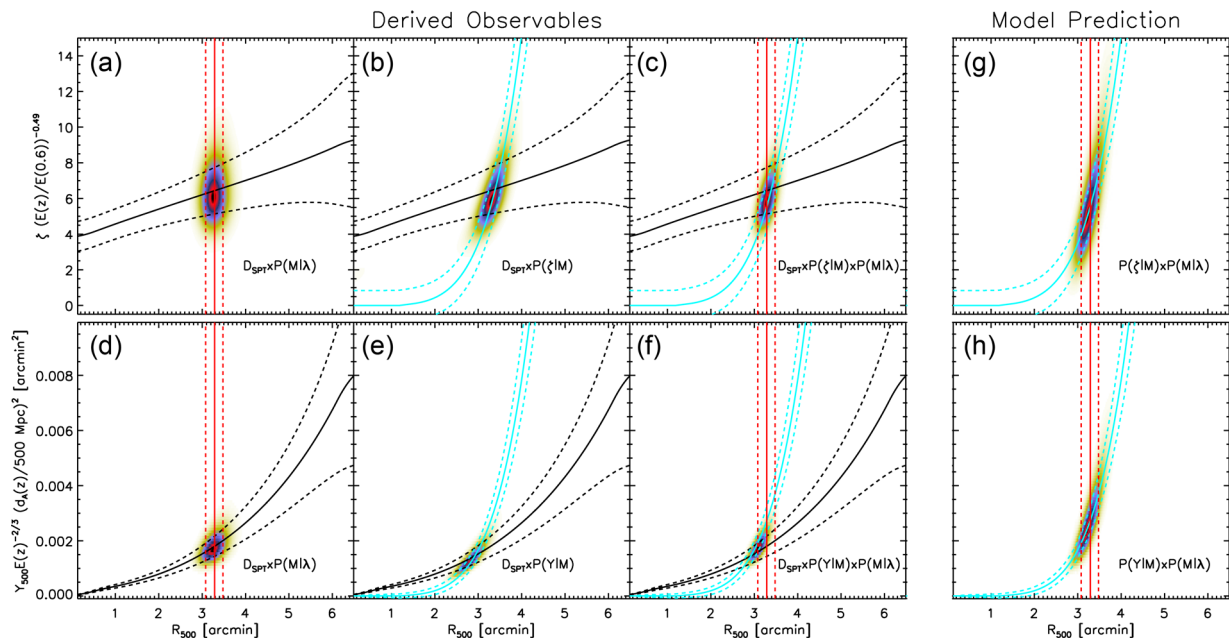 Derived Observables Model Prediction
(a) (b) (c) (g)
14
12
10
8
6
4
2
0
ζ (E(z)/E(0.6))^-0.49
D_SPT×P(M|λ) D_SPT×P(ζ|M) D_SPT×P(ζ|M)×P(M|λ) P(ζ|M)×P(M|λ)
(d) (e) (f) (h)
0.008
0.006
0.004
0.002
0.000
Y_500E(z)^-2/3 (d_A(z)/500 Mpc)^2 [arcmin^2]
D_SPT×P(M|λ) D_SPT×P(Y|M) D_SPT×P(Y|M)×P(M|λ) P(Y|M)×P(M|λ)
1 2 3 4 5 6 1 2 3 4 5 6 1 2 3 4 5 6 1 2 3 4 5 6
R_500 [arcmin] R_500 [arcmin] R_500 [arcmin] R_500 [arcmin]